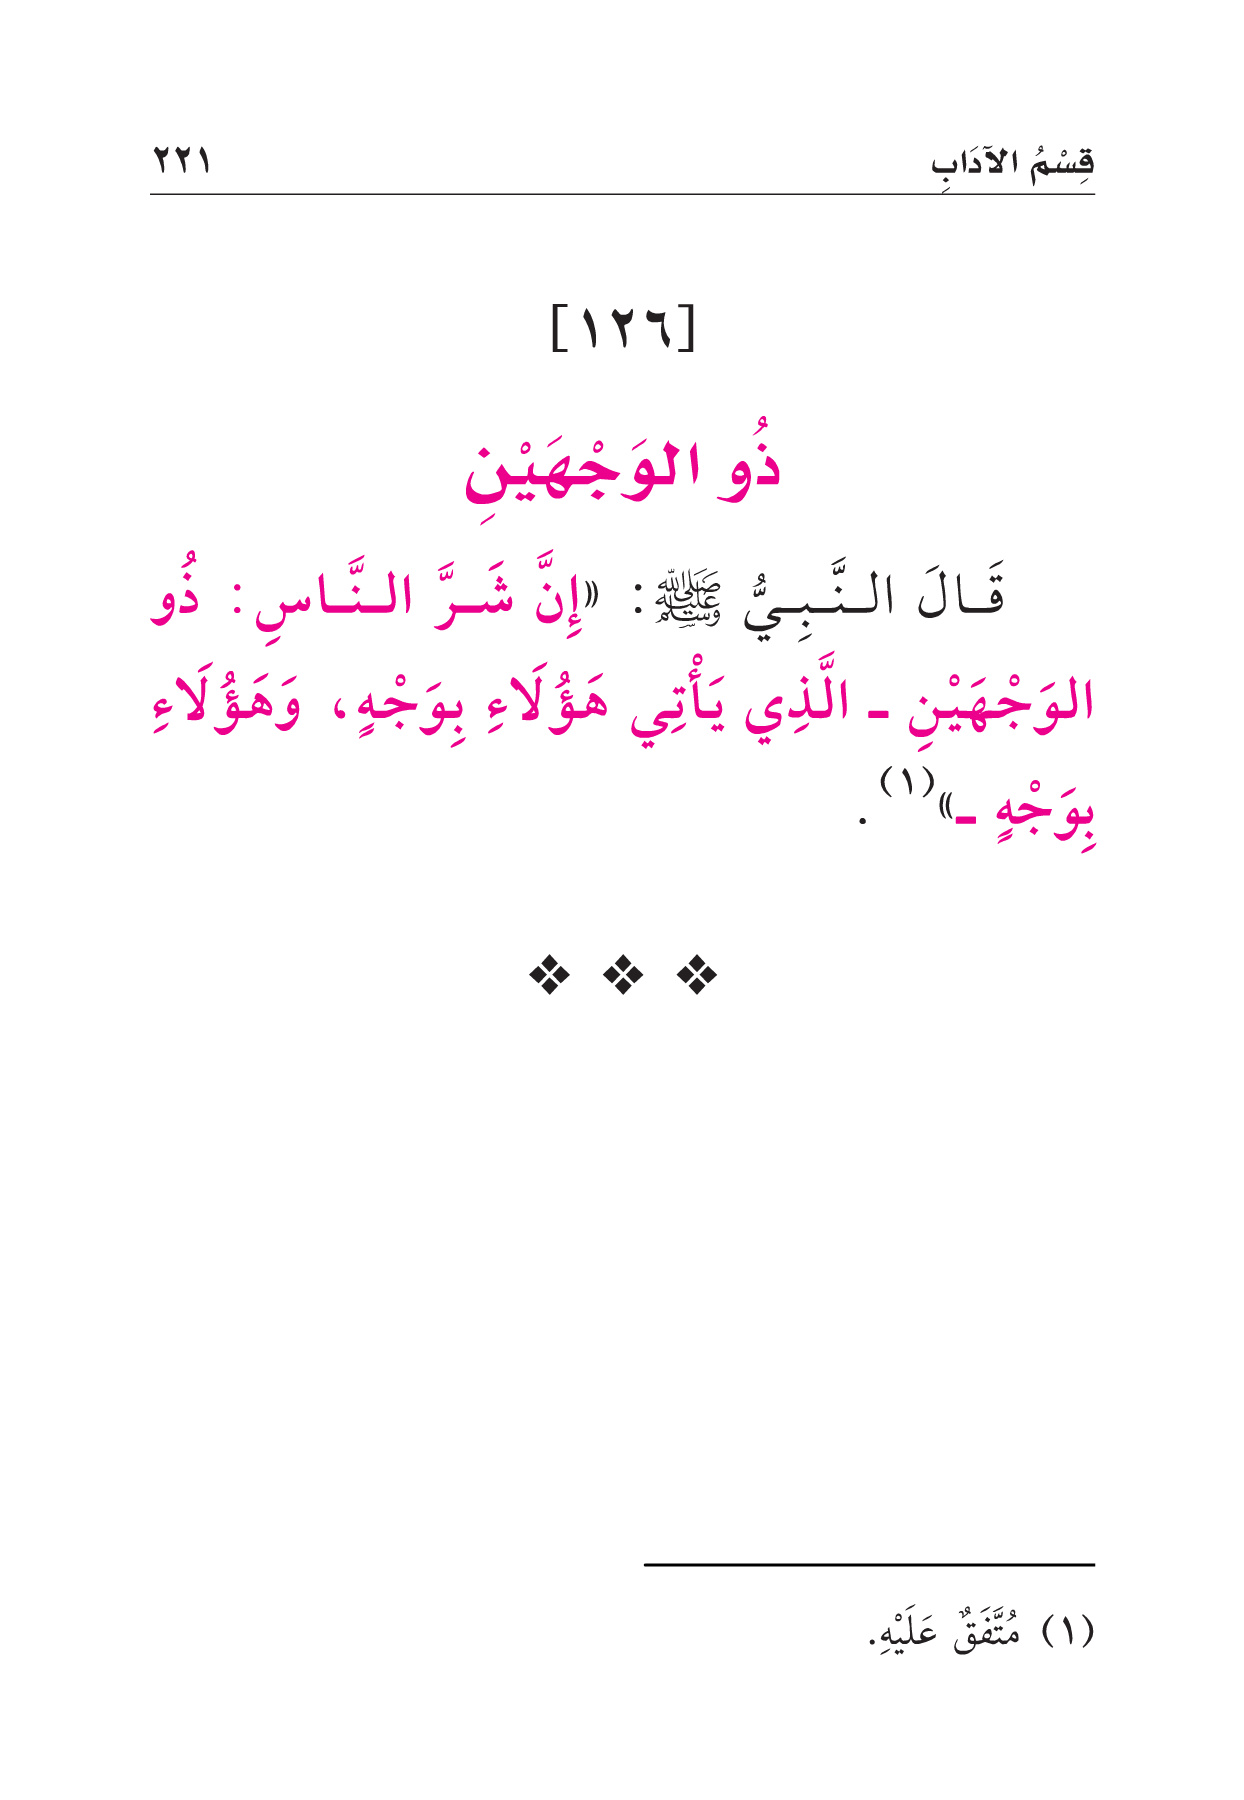 قِسْمُ الآدَابِ ٢٢١
[١٢٦]
ذُو الوَجْهَيْنِ
قَالَ النَّبِيُّ ﷺ: «إِنَّ شَرَّ النَّاسِ: ذُو
الوَجْهَيْنِ ـ الَّذِي يَأْتِي هَؤُلَاءِ بِوَجْهٍ، وَهَؤُلَاءِ
بِوَجْهٍ ـ»(١).
(١) مُتَّفَقٌ عَلَيْهِ.